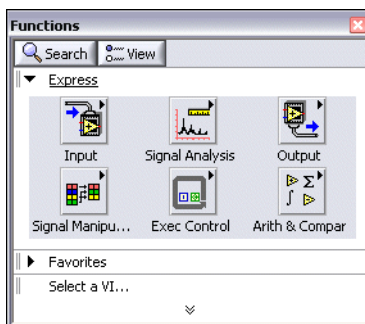 Functions
Search View
Express
Input Signal Analysis Output
Signal Manipu... Exec Control Arith & Compar
Favorites
Select a VI...